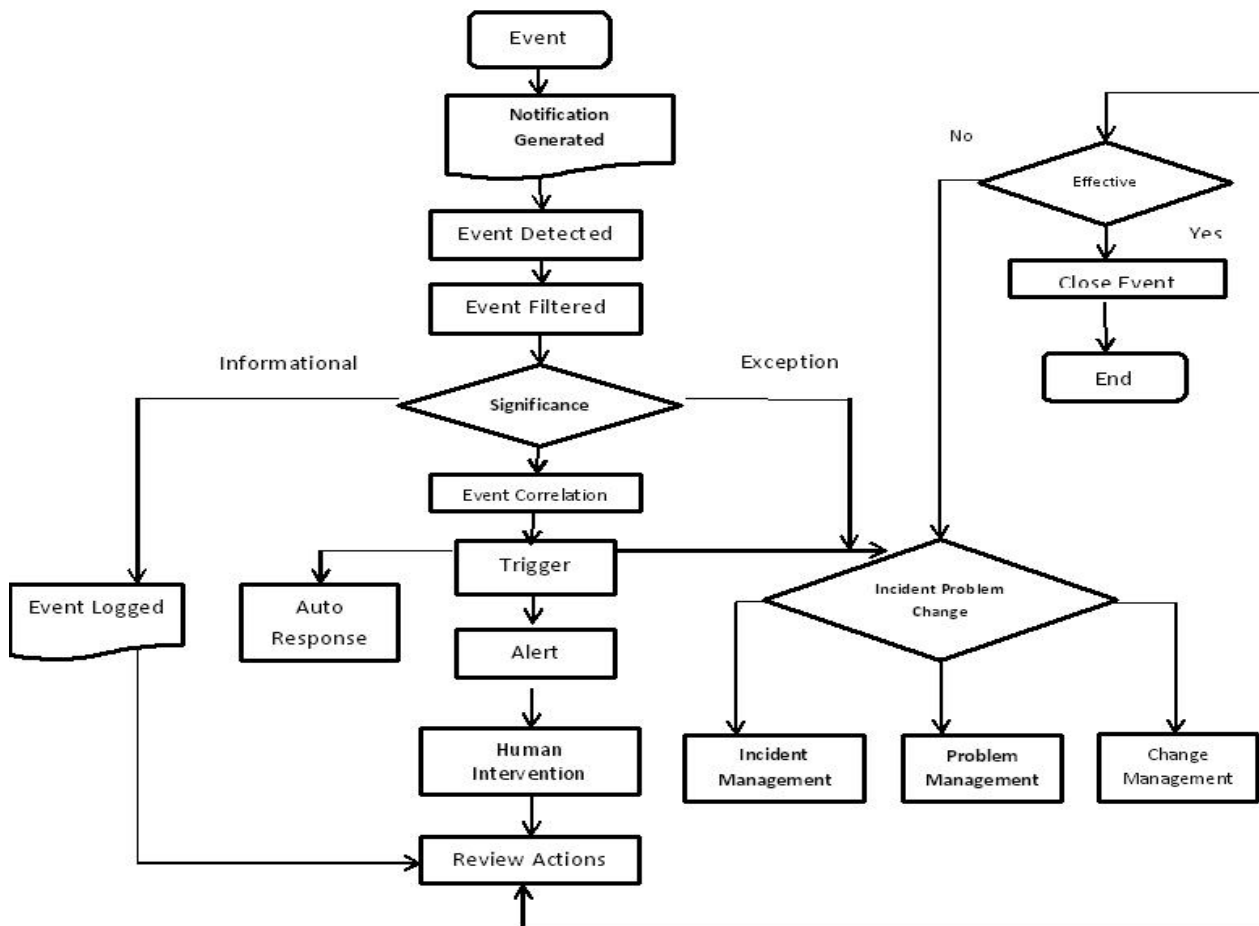 Event
Notification
Generated
No
Effective
Event Detected
Yes
Close Event
Event Filtered
Informational
Exception
End
Significance
Event Correlation
Trigger
Event Logged
Auto
Response
Incident Problem
Change
Alert
Human
Intervention
Incident
Management
Problem
Management
Change
Management
Review Actions